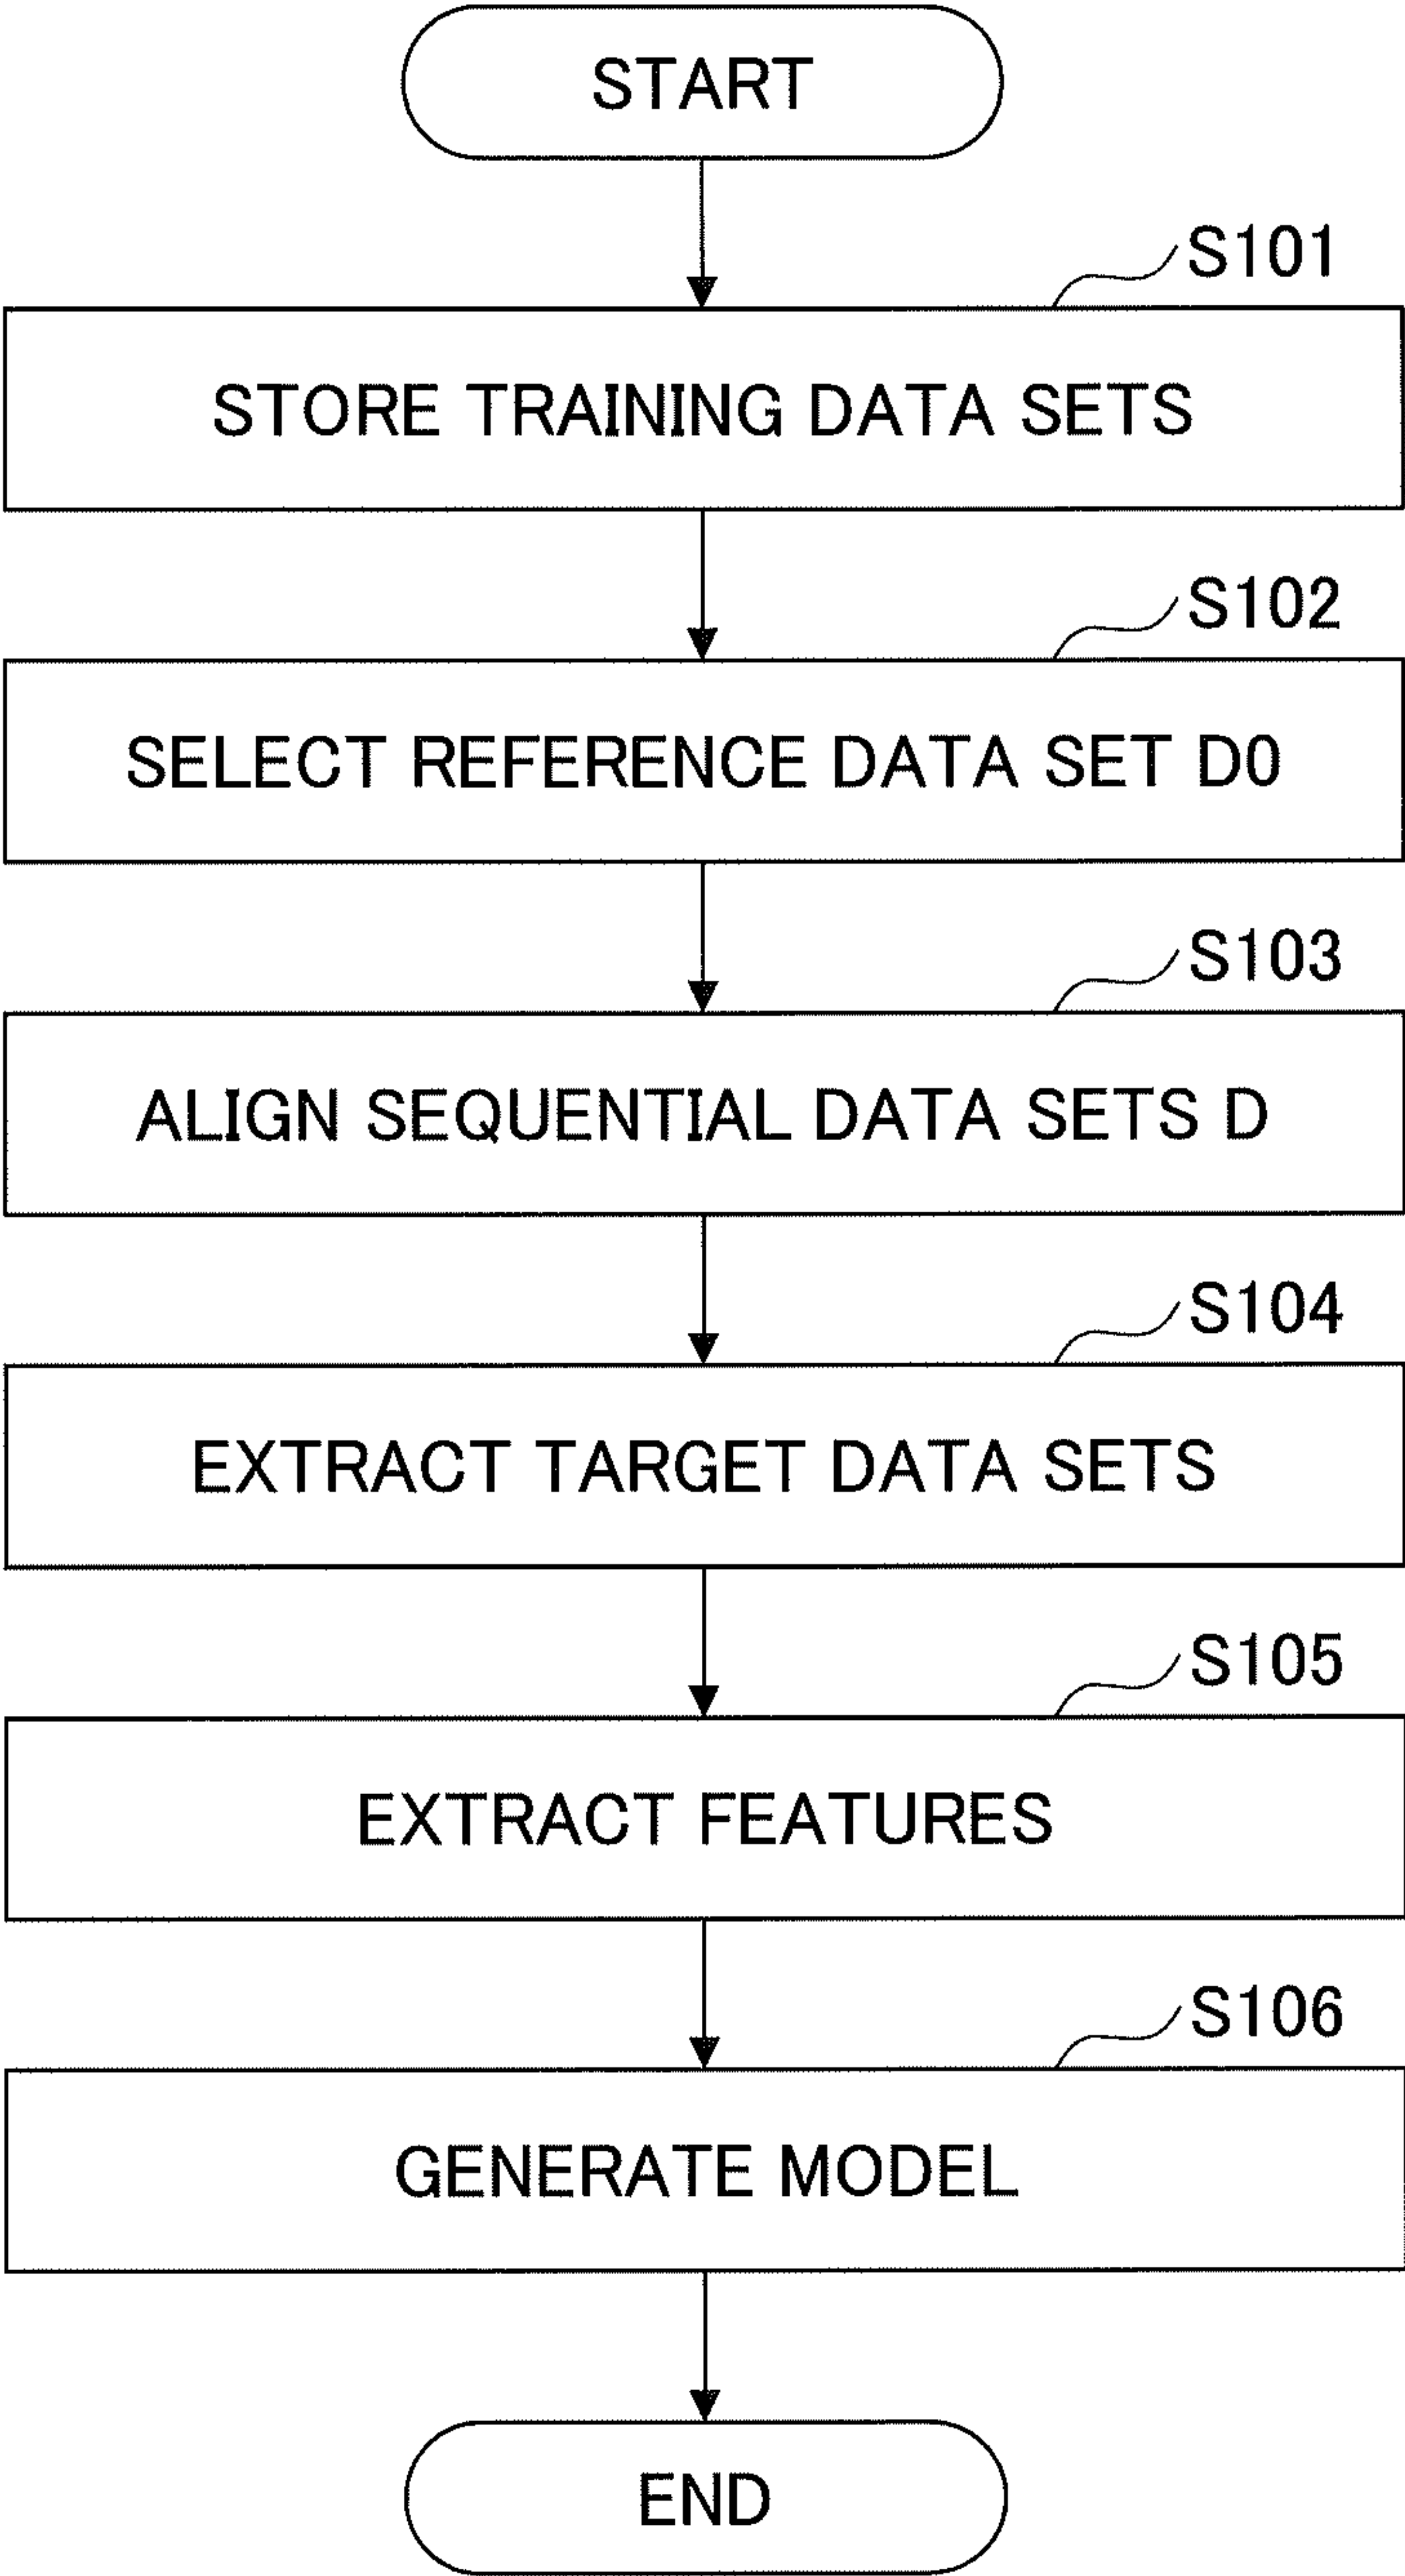 START
S101
STORE TRAINING DATA SETS
S102
SELECT REFERENCE DATA SET D0
S103
ALIGN SEQUENTIAL DATA SETS D
S104
EXTRACT TARGET DATA SETS
S105
EXTRACT FEATURES
S106
GENERATE MODEL
END